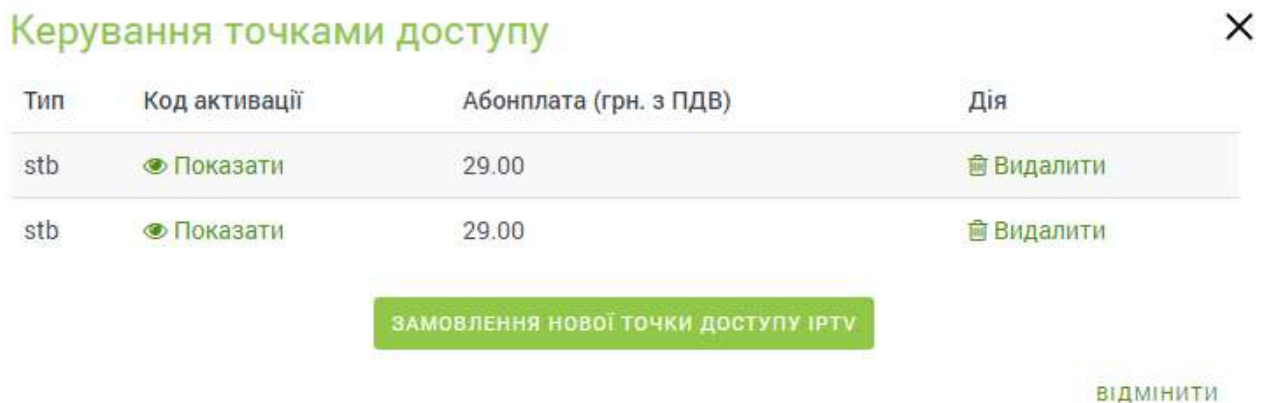 Керування точками доступу
Тип Код активації Абонплата (грн. з ПДВ) Дія
stb Показати 29.00 Видалити
stb Показати 29.00 Видалити
ЗАМОВЛЕННЯ НОВОЇ ТОЧКИ ДОСТУПУ IPTV
ВІДМІНИТИ